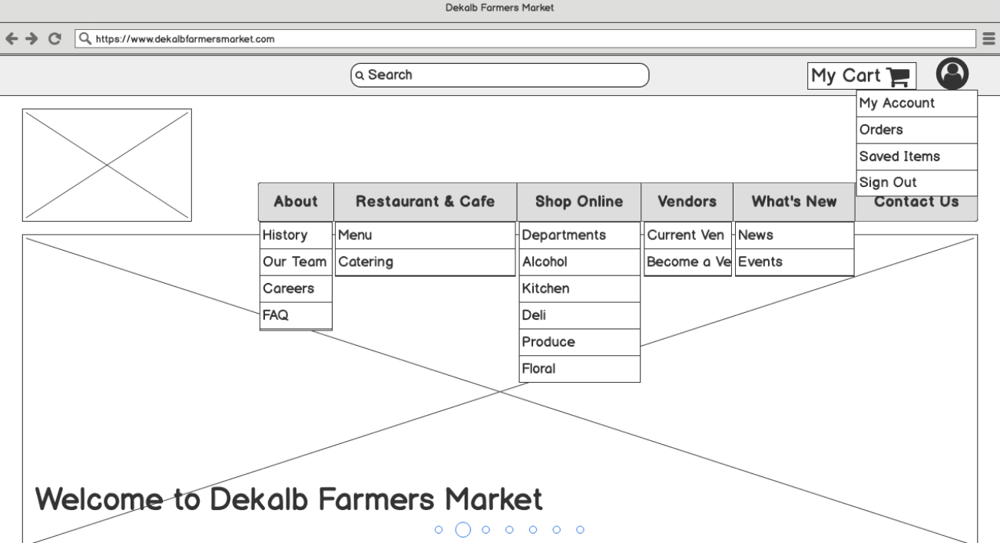 Dekalb Farmers Market
https://www.dekalbfarmersmarket.com
Search
My Cart
My Account
Orders
Saved Items
Sign Out
About Restaurant & Cafe Shop Online Vendors What's New Contact Us
History Menu Departments Current Ven News
Our Team Catering Alcohol Become a Ve Events
Careers Kitchen
FAQ Deli
Produce
Floral
Welcome to Dekalb Farmers Market